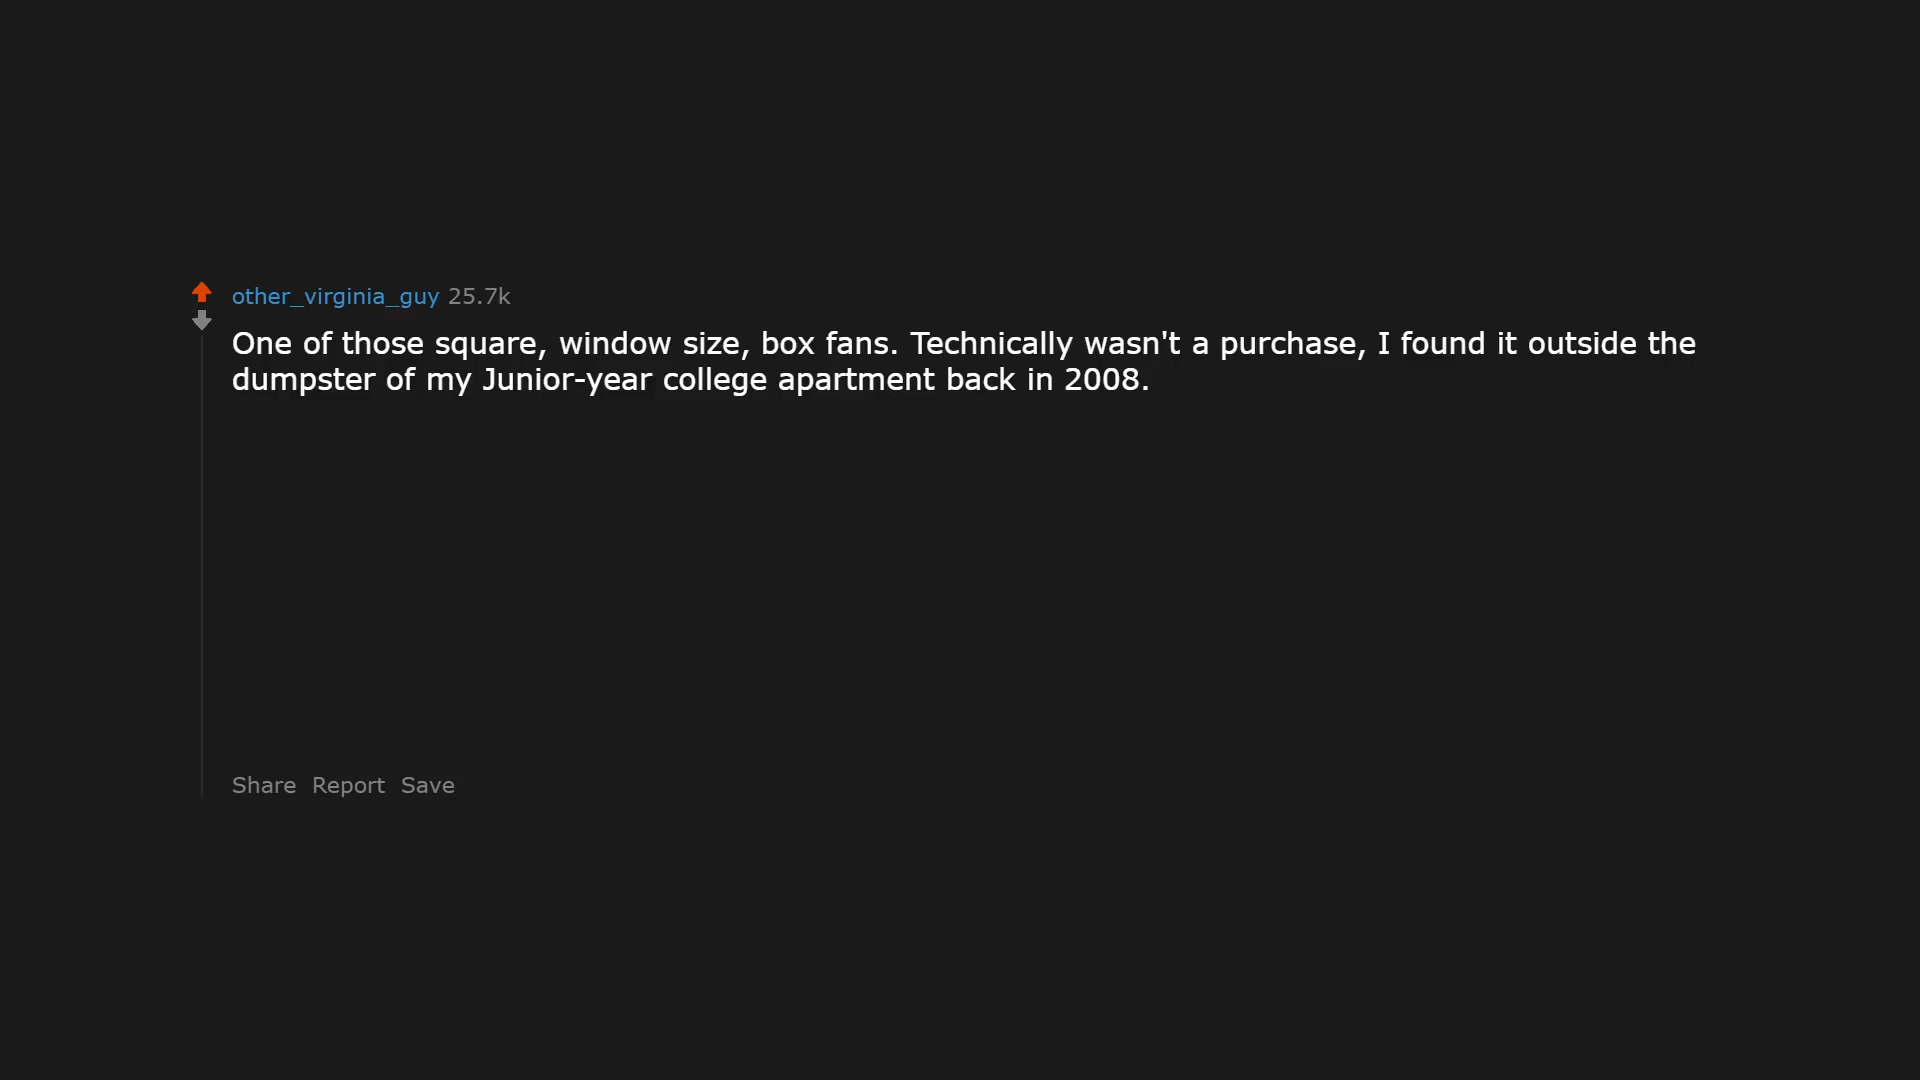 other_virginia_guy 25.7k
One of those square, window size, box fans. Technically wasn't a purchase, I found it outside the
dumpster of my Junior-year college apartment back in 2008.
Share Report Save